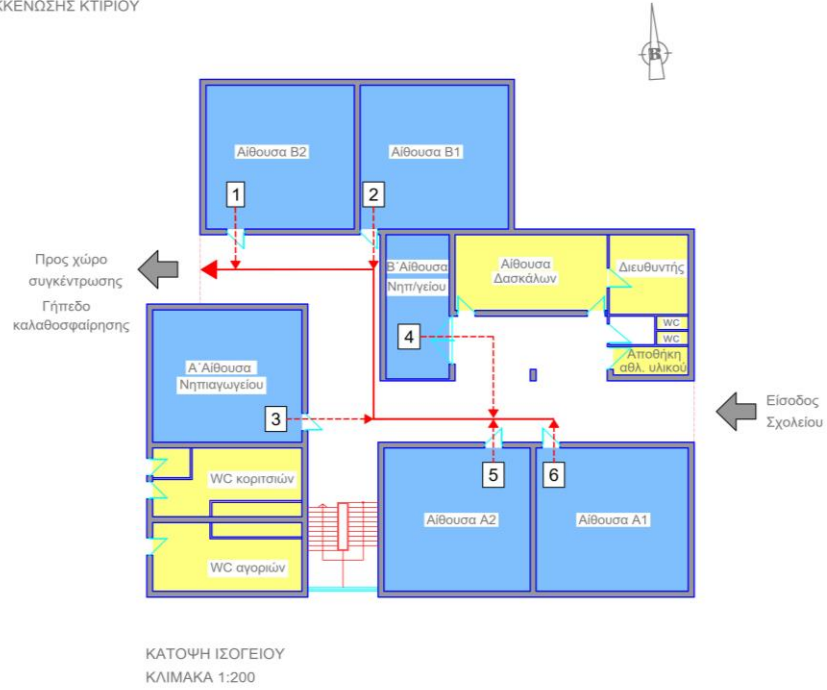 ΚΚΕΝΩΣΗΣ ΚΤΙΡΙΟΥ
Β
Αίθουσα Β2
Αίθουσα Β1
1
2
Προς χώρο
συγκέντρωσης
Γήπεδο
καλαθοσφαίρησης
Β΄Αίθουσα
Νηπ/γείου
Αίθουσα
Δασκάλων
Διευθυντής
WC
WC
Αποθήκη
αθλ. υλικού
4
Α΄Αίθουσα
Νηπιαγωγείου
3
Είσοδος
Σχολείου
5
6
WC κοριτσιών
Αίθουσα Α2
Αίθουσα Α1
WC αγοριών
ΚΑΤΟΨΗ ΙΣΟΓΕΙΟΥ
ΚΛΙΜΑΚΑ 1:200